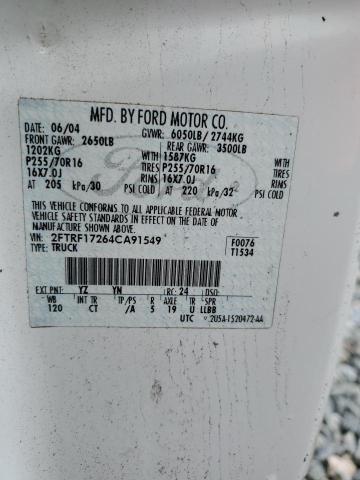 MFD. BY FORD MOTOR CO.
DATE 06/04 GVWR: 6050LB/ 2744KG
FRONT GAWR: 2650LB REAR GAWR: 3500LB
1202KG WITH 1587KG WITH
P255/70R16 TIRES P255/70R16 TIRES
16X7.0J RIMS 16X7.0J RIMS
AT 205 kPa/30 PSI COLD AT 220 kPa/32 PSI COLD
THIS VEHICLE CONFORMS TO ALL APPLICABLE FEDERAL MOTOR
VEHICLE SAFETY STANDARDS IN EFFECT ON THE DATE OF
MANUFACTURE SHOWN ABOVE.
VIN: 2FTRF17264CA91549 F0076
TYPE: TRUCK T1534
EXT PNT: YZ YN RC: 24 DSO:
WB INT TR TP/PS R AXLE TR SPR
120 CT /A 5 19 U LLBB
UTC 2U5A-1520472-AA
Ford